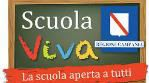 Scuola
Viva
REGIONE CAMPANIA
La scuola aperta a tutti